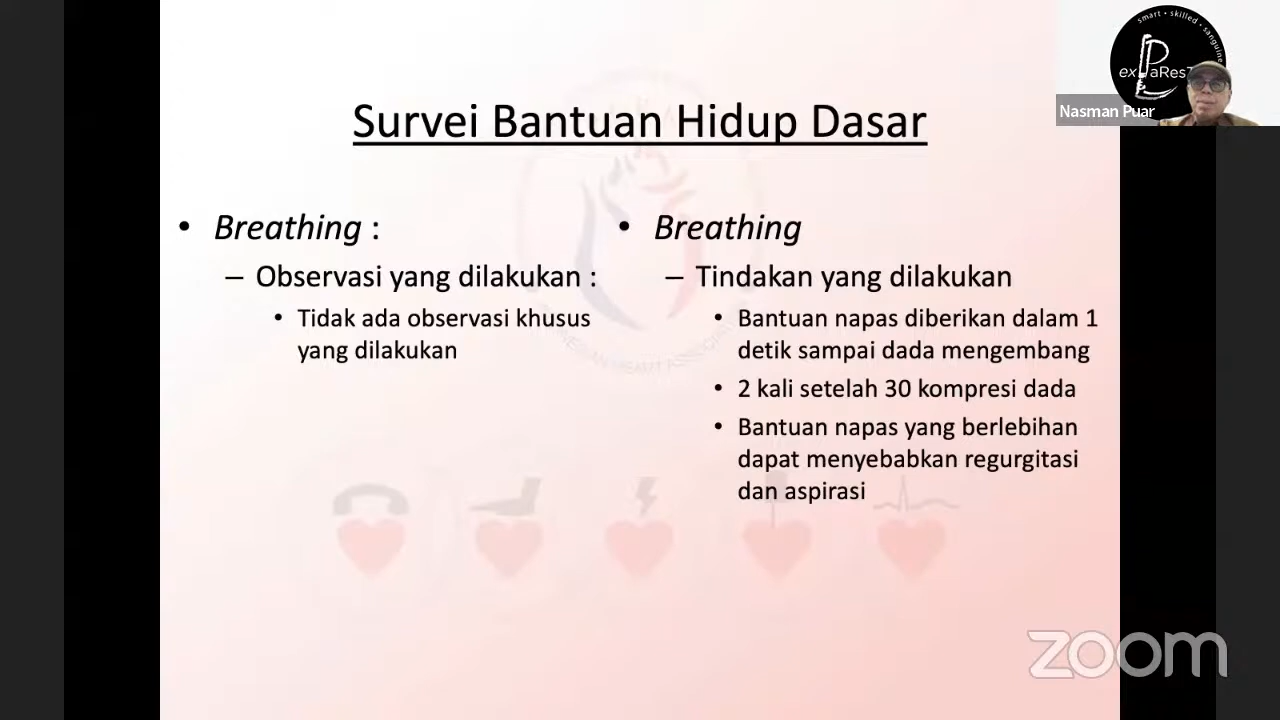 smart • skilled • sanguine
Nasman Puar
Survei Bantuan Hidup Dasar
• Breathing :
– Observasi yang dilakukan :
• Tidak ada observasi khusus
yang dilakukan
• Breathing
– Tindakan yang dilakukan
• Bantuan napas diberikan dalam 1
detik sampai dada mengembang
• 2 kali setelah 30 kompresi dada
• Bantuan napas yang berlebihan
dapat menyebabkan regurgitasi
dan aspirasi
zoom